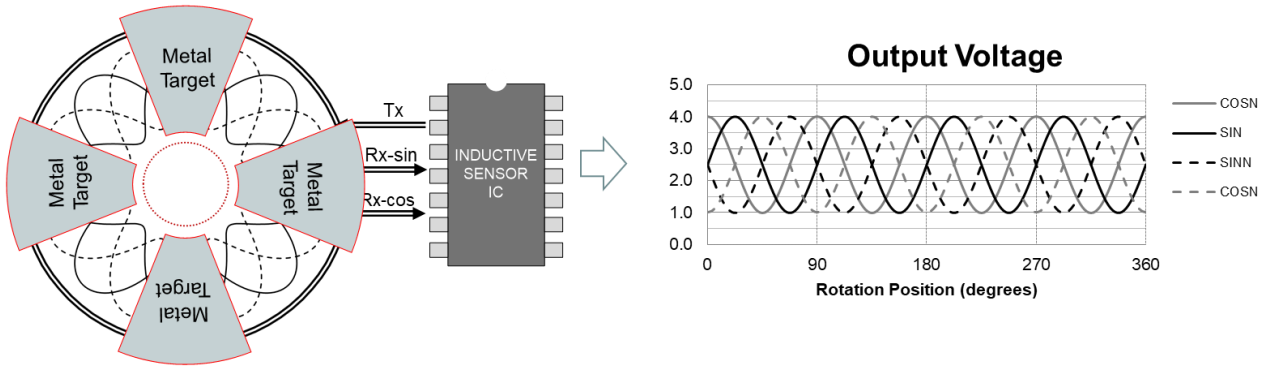 Metal
Target
Metal
Target
Metal
Target
Metal
Target
Tx
Rx-sin
Rx-cos
INDUCTIVE
SENSOR
IC
Output Voltage
5.0
4.0
3.0
2.0
1.0
0.0
0 90 180 270 360
Rotation Position (degrees)
COSN
SIN
SINN
COSN